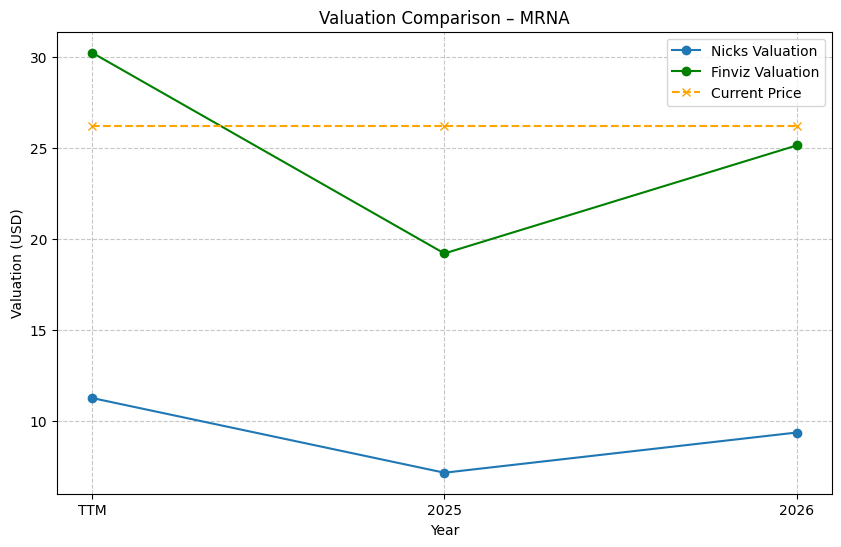 Valuation Comparison – MRNA
Nicks Valuation
Finviz Valuation
Current Price
Valuation (USD)
30
25
20
15
10
TTM
2025
2026
Year